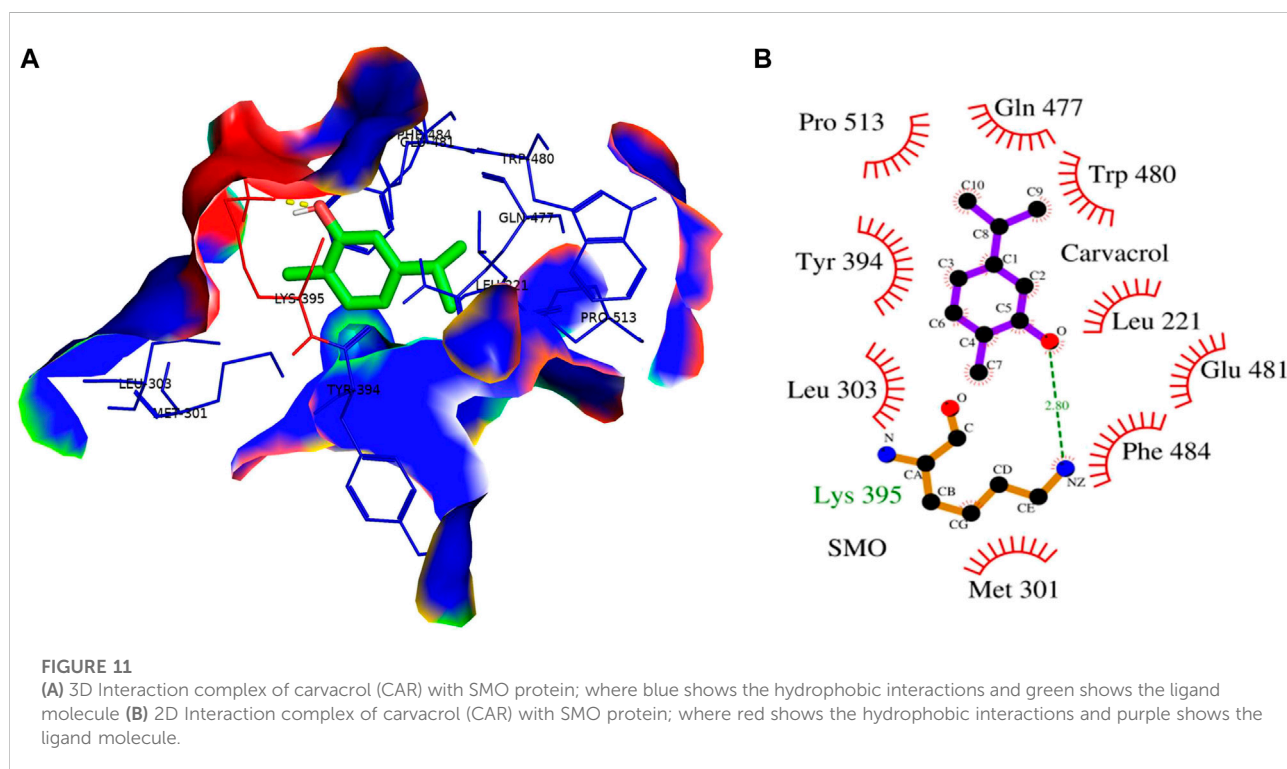 A
PHE-484
GLU-481
TRP-480
GLN-477
LYS-395
LEU-221
PRO-513
LEU-303
MET-301
TYR-394
B
Gln 477
Pro 513
Trp 480
C10
C9
C8
Carvacrol
Tyr 394
C3
C1
C2
C6
C5
O
C4
Leu 221
C7
Glu 481
Leu 303
2.80
O
C
N
CA
Phe 484
CD
NZ
Lys 395
CB
CE
CG
SMO
Met 301
FIGURE 11
(A) 3D Interaction complex of carvacrol (CAR) with SMO protein; where blue shows the hydrophobic interactions and green shows the ligand
molecule (B) 2D Interaction complex of carvacrol (CAR) with SMO protein; where red shows the hydrophobic interactions and purple shows the
ligand molecule.